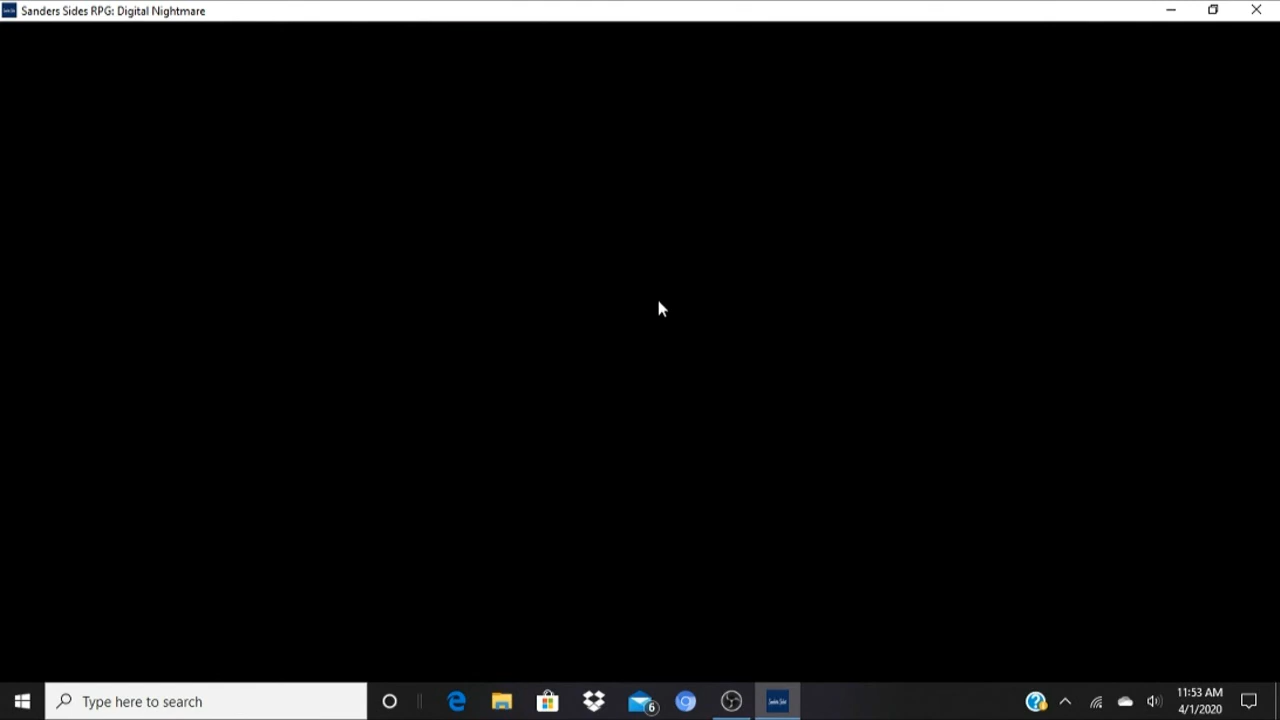 Sanders Sides RPG: Digital Nightmare
Type here to search
6
11:53 AM
4/1/2020